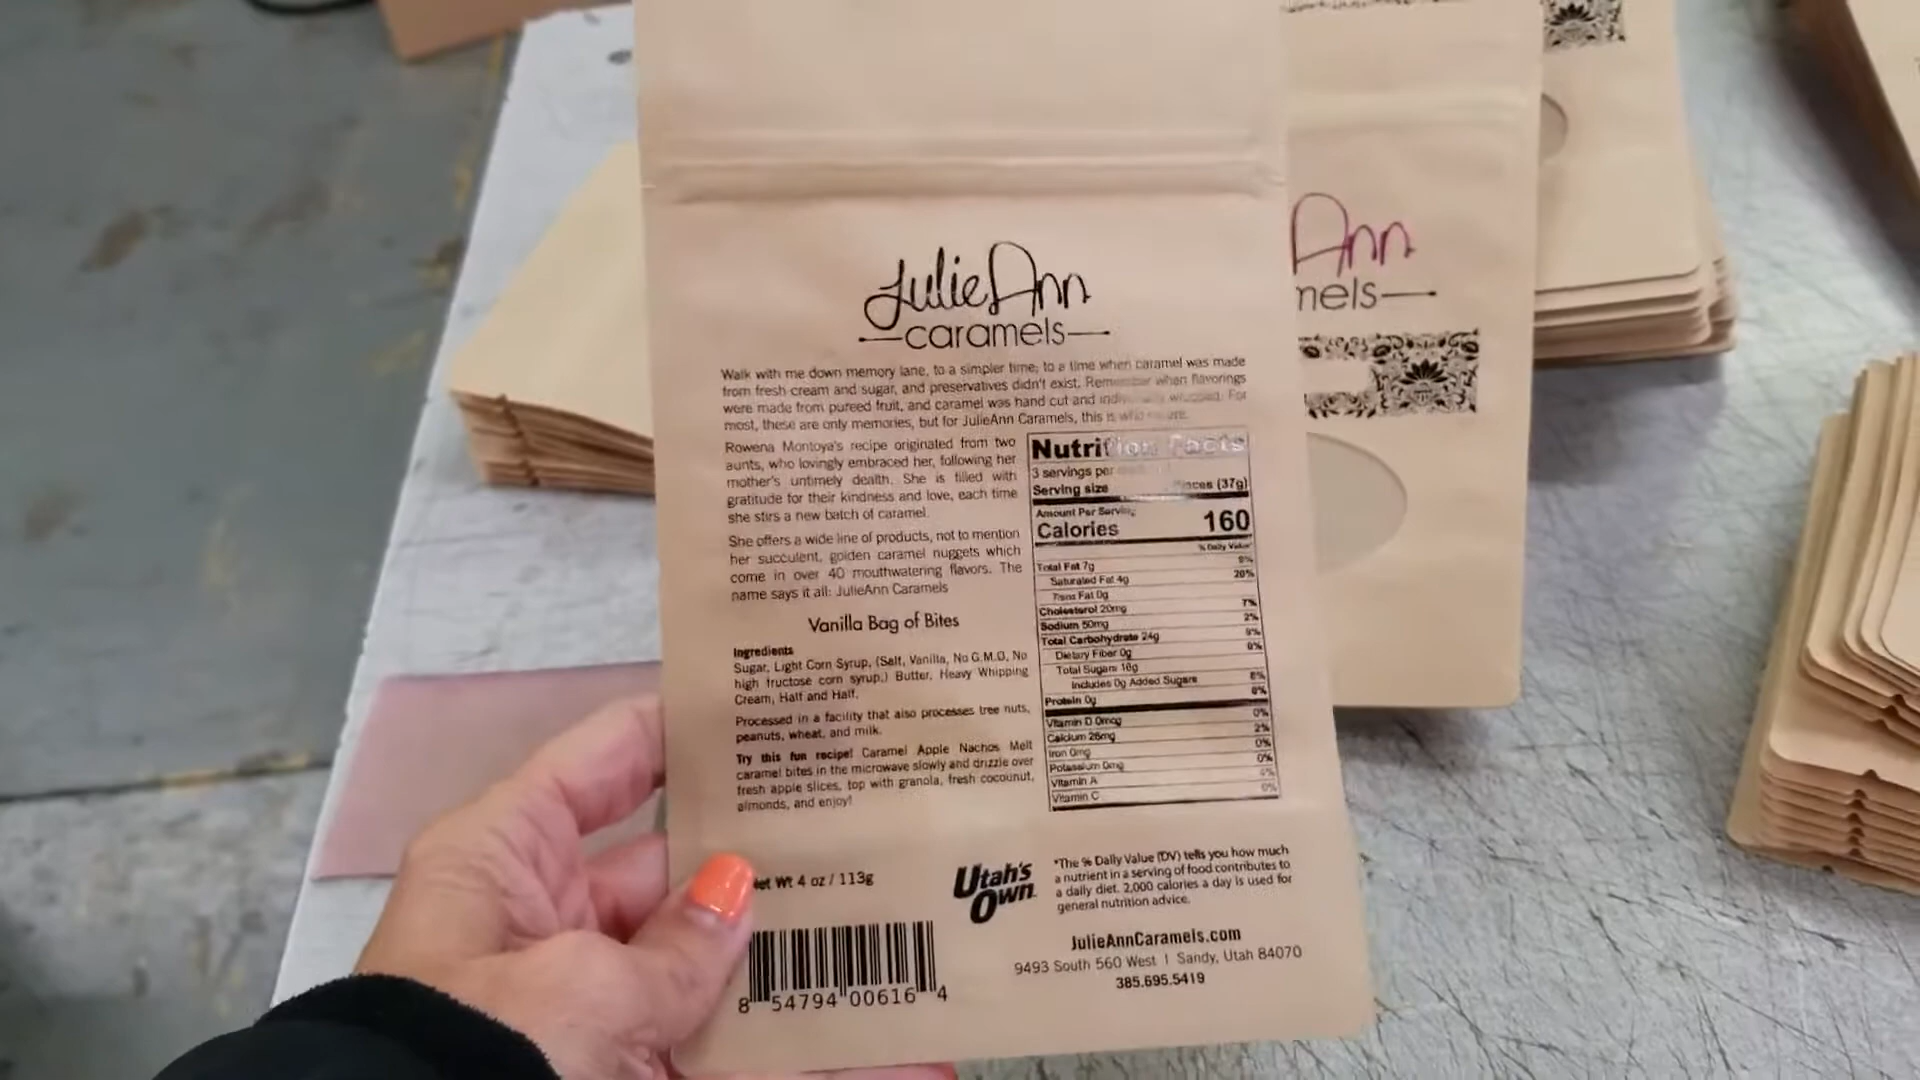 JulieAnn
caramels
Walk with me down memory lane, to a simpler time; to a time when caramel was made
from fresh cream and sugar, and preservatives didn't exist. Remember when flavorings
were made from pureed fruit, and caramel was hand cut and individually wrapped. For
most, these are only memories, but for JulieAnn Caramels, this is who we are.
Rowena Montoya's recipe originated from two
aunts, who lovingly embraced her, following her
mother's untimely death. She is filled with
gratitude for their kindness and love, each time
she stirs a new batch of caramel.
She offers a wide line of products, not to mention
her succulent, golden caramel nuggets which
come in over 40 mouthwatering flavors. The
name says it all: JulieAnn Caramels
Vanilla Bag of Bites
Ingredients
Sugar, Light Corn Syrup, (Salt, Vanilla, No G.M.O, No
high fructose corn syrup,) Butter, Heavy Whipping
Cream, Half and Half.
Processed in a facility that also processes tree nuts,
peanuts, wheat, and milk.
Try this fun recipe! Caramel Apple Nachos Melt
caramel bites in the microwave slowly and drizzle over
fresh apple slices, top with granola, fresh cocounut,
almonds, and enjoy!
Nutrition Facts
3 servings per
Serving size (37g)
Amount Per Serving
Calories 160
% Daily Value*
Total Fat 7g 9%
Saturated Fat 4g 20%
Trans Fat 0g
Cholesterol 20mg 7%
Sodium 50mg 2%
Total Carbohydrate 24g 9%
Dietary Fiber 0g 0%
Total Sugars
Includes 0g Added Sugars
Protein 0g 0%
Vitamin D 0mcg 0%
Calcium 26mg 2%
Iron 0mg 0%
Potassium 0mg 0%
Vitamin A 0%
Vitamin C 0%
Net Wt 4 oz / 113g
Utah's
Own
*The % Daily Value (DV) tells you how much
a nutrient in a serving of food contributes to
a daily diet. 2,000 calories a day is used for
general nutrition advice.
JulieAnnCaramels.com
9493 South 560 West | Sandy, Utah 84070
385.695.5419
8 54794 00616 4
Ann
mels